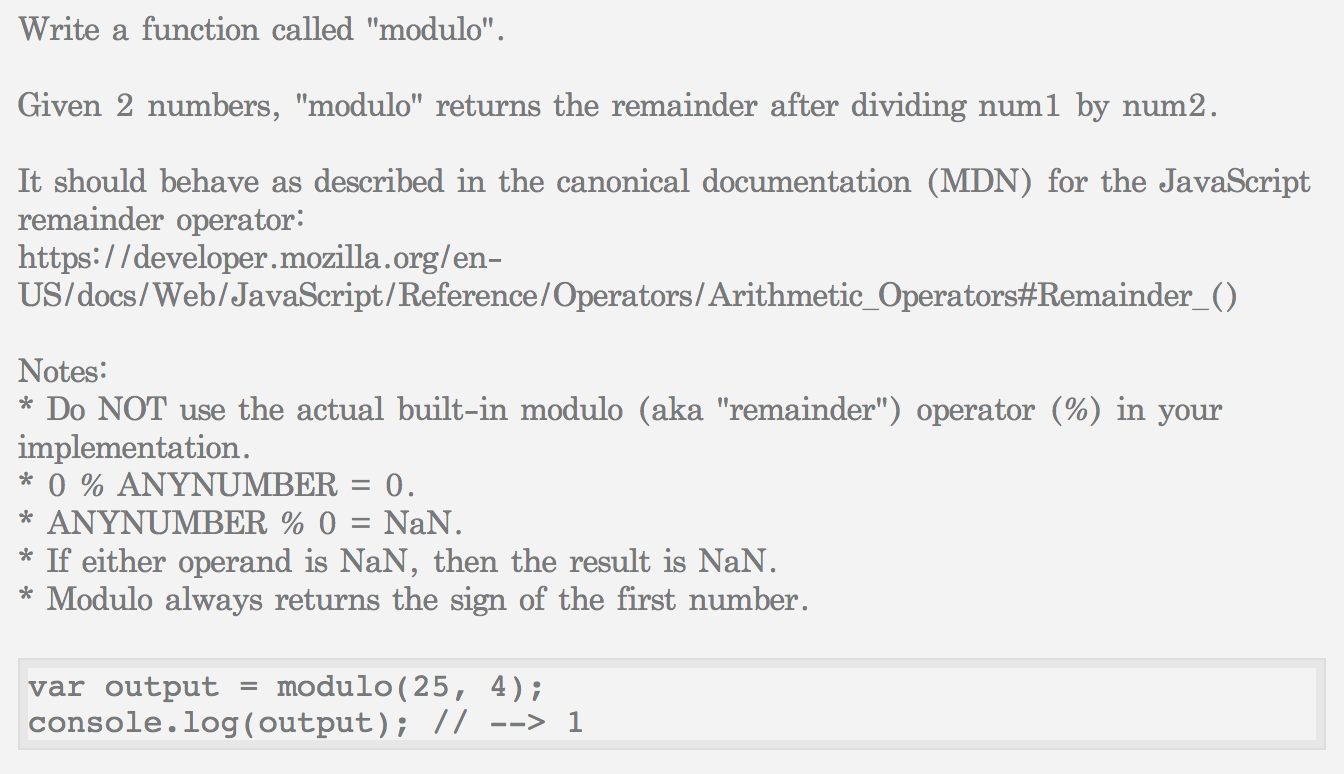 Write a function called "modulo".
Given 2 numbers, "modulo" returns the remainder after dividing num1 by num2.
It should behave as described in the canonical documentation (MDN) for the JavaScript
remainder operator:
https://developer.mozilla.org/en-
US/docs/Web/JavaScript/Reference/Operators/Arithmetic_Operators#Remainder_()
Notes:
* Do NOT use the actual built-in modulo (aka "remainder") operator (%) in your
implementation.
* 0 % ANYNUMBER = 0.
* ANYNUMBER % 0 = NaN.
* If either operand is NaN, then the result is NaN.
* Modulo always returns the sign of the first number.
var output = modulo(25, 4);
console.log(output); // --> 1